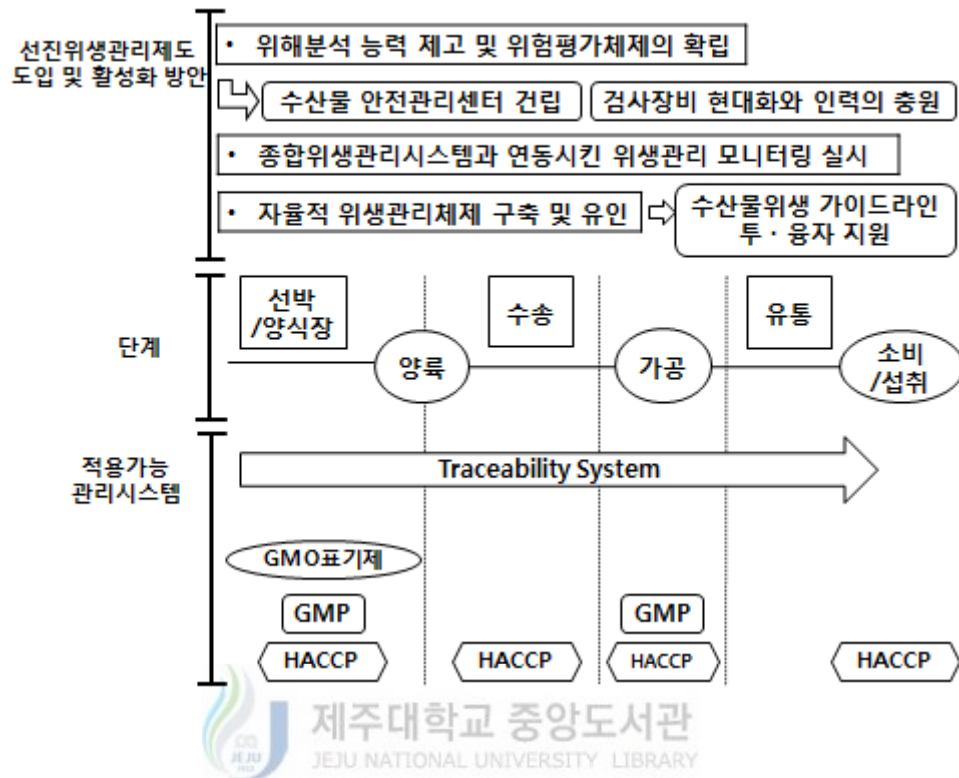 선진위생관리제도
도입 및 활성화 방안
• 위해분석 능력 제고 및 위험평가체제의 확립
수산물 안전관리센터 건립
검사장비 현대화와 인력의 충원
• 종합위생관리시스템과 연동시킨 위생관리 모니터링 실시
• 자율적 위생관리체제 구축 및 유인
수산물위생 가이드라인
투 · 융자 지원
단계
선박
/양식장
양륙
수송
가공
유통
소비
/섭취
적용가능
관리시스템
Traceability System
GMO표기제
GMP
GMP
HACCP
HACCP
HACCP
HACCP
JEJU
1952
제주대학교 중앙도서관
JEJU NATIONAL UNIVERSITY LIBRARY